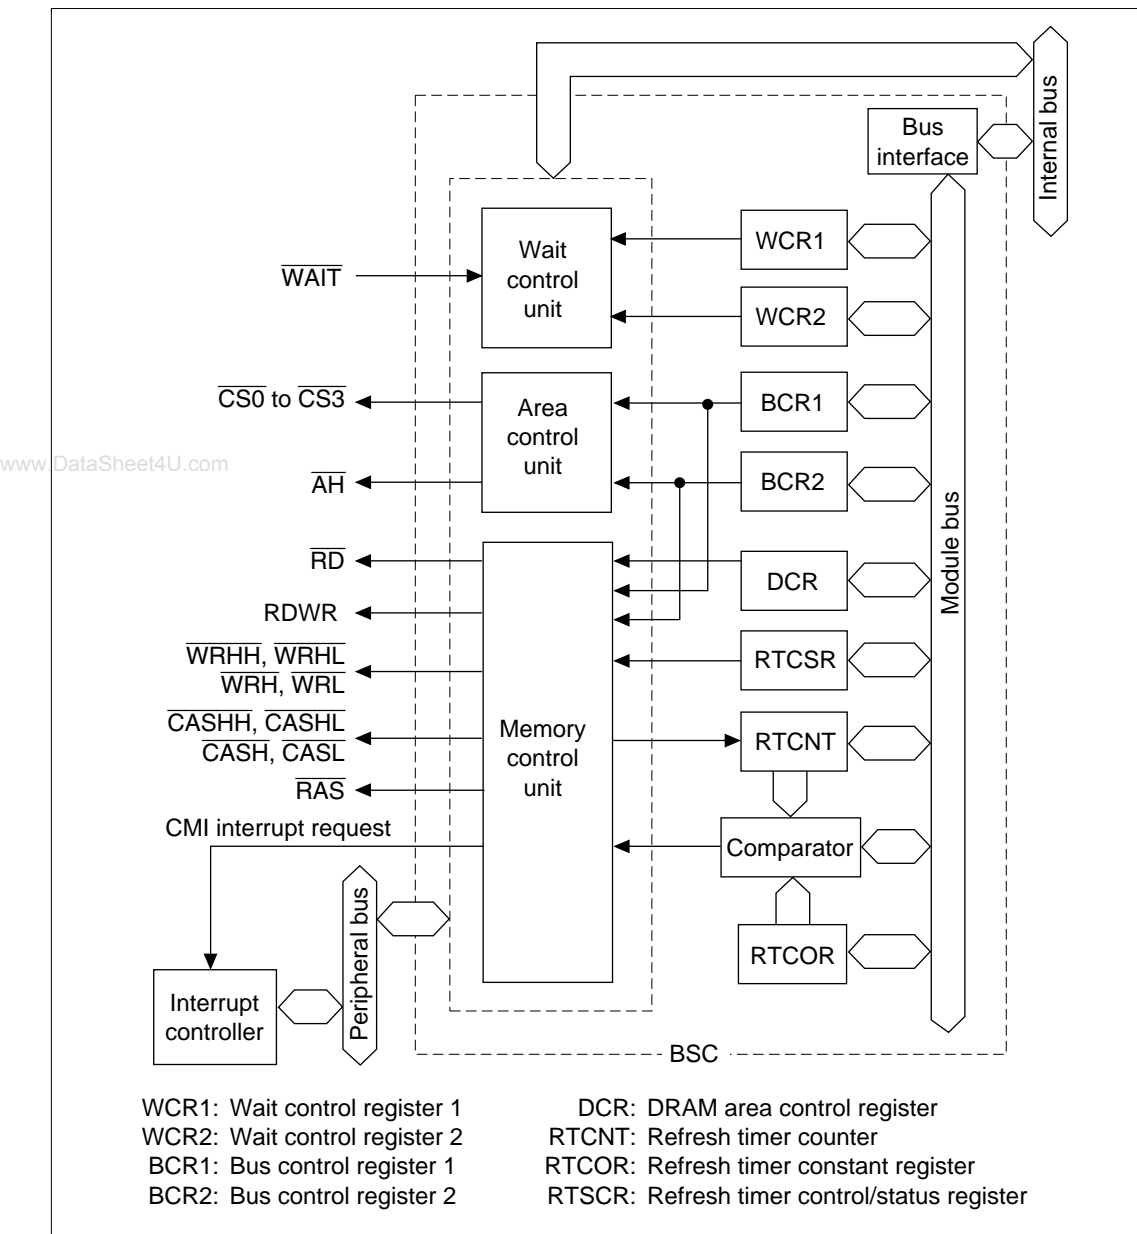 Internal bus
Bus
interface
Wait
control
unit
WCR1
WAIT
WCR2
CS0 to CS3
Area
control
unit
BCR1
www.DataSheet4U.com
AH
BCR2
Module bus
RD
DCR
RDWR
WRHH, WRHL
WRH, WRL
RTCSR
CASHH, CASHL
CASH, CASL
Memory
control
unit
RTCNT
RAS
CMI interrupt request
Comparator
Peripheral bus
RTCOR
Interrupt
controller
BSC
WCR1: Wait control register 1
WCR2: Wait control register 2
BCR1: Bus control register 1
BCR2: Bus control register 2
DCR: DRAM area control register
RTCNT: Refresh timer counter
RTCOR: Refresh timer constant register
RTSCR: Refresh timer control/status register